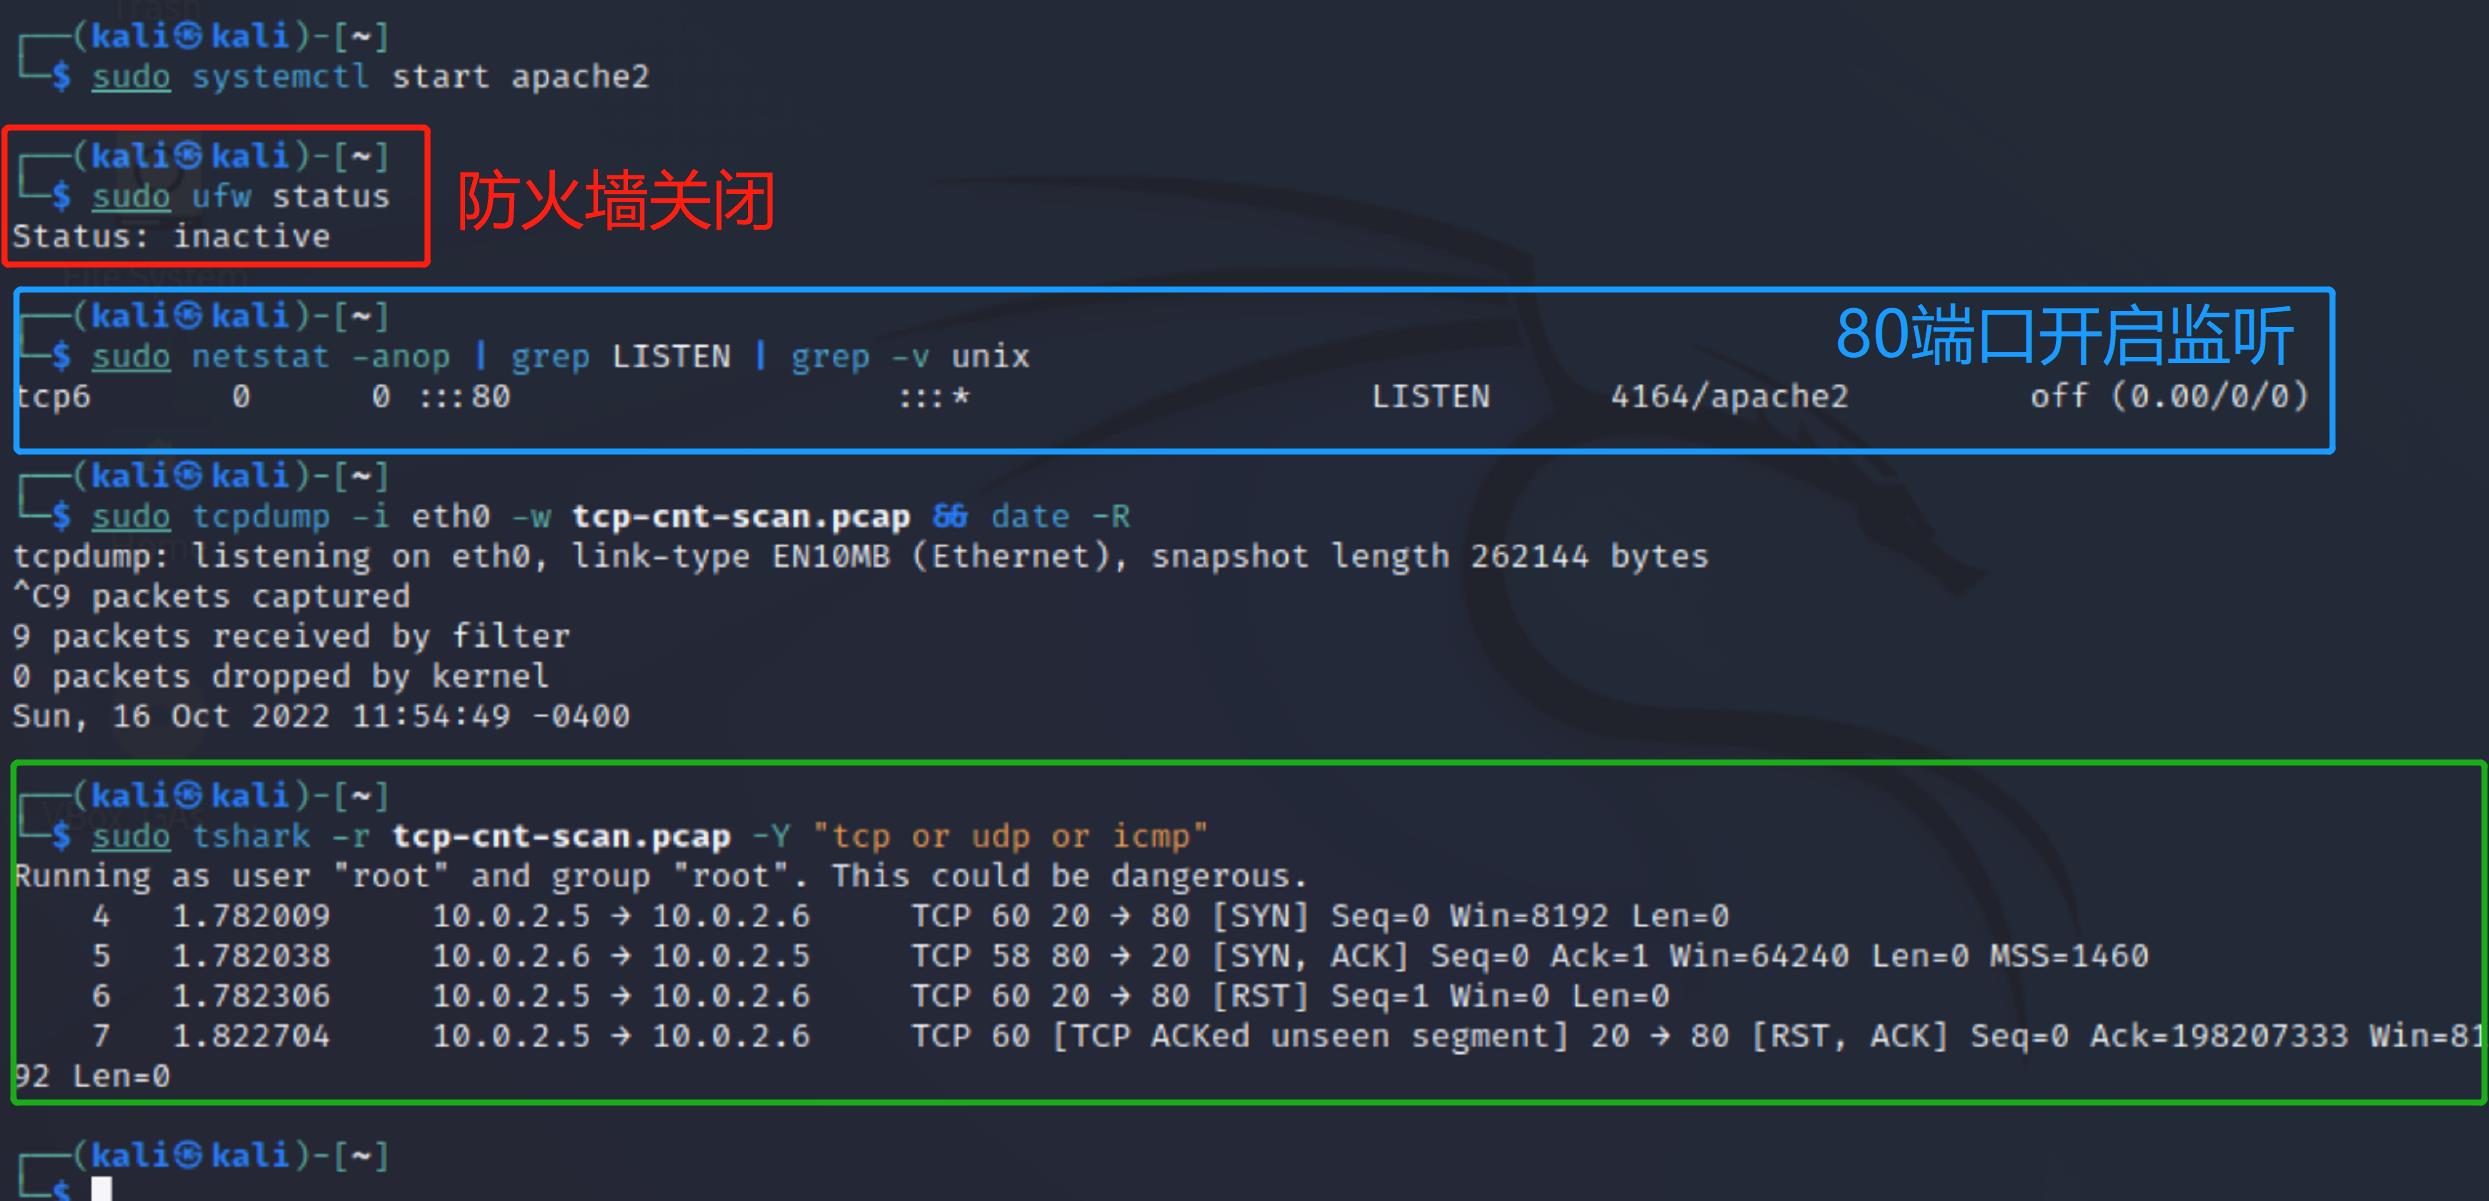 Trash
┌──(kali㉿kali)-[~]
└─$ sudo systemctl start apache2
┌──(kali㉿kali)-[~]
└─$ sudo ufw status
Status: inactive
防火墙关闭
File System
┌──(kali㉿kali)-[~]
80端口开启监听
└─$ sudo netstat -anop | grep LISTEN | grep -v unix
tcp6       0      0 :::80                   :::*                    LISTEN      4164/apache2         off (0.00/0/0)
┌──(kali㉿kali)-[~]
└─$ sudo tcpdump -i eth0 -w tcp-cnt-scan.pcap && date -R
Home
tcpdump: listening on eth0, link-type EN10MB (Ethernet), snapshot length 262144 bytes
^C9 packets captured
9 packets received by filter
0 packets dropped by kernel
Sun, 16 Oct 2022 11:54:49 -0400
┌──(kali㉿kali)-[~]
VBox_GAs
└─$ sudo tshark -r tcp-cnt-scan.pcap -Y "tcp or udp or icmp"
Running as user "root" and group "root". This could be dangerous.
    4   1.782009     10.0.2.5 → 10.0.2.6     TCP 60 20 → 80 [SYN] Seq=0 Win=8192 Len=0
    5   1.782038     10.0.2.6 → 10.0.2.5     TCP 58 80 → 20 [SYN, ACK] Seq=0 Ack=1 Win=64240 Len=0 MSS=1460
    6   1.782306     10.0.2.5 → 10.0.2.6     TCP 60 20 → 80 [RST] Seq=1 Win=0 Len=0
    7   1.822704     10.0.2.5 → 10.0.2.6     TCP 60 [TCP ACKed unseen segment] 20 → 80 [RST, ACK] Seq=0 Ack=198207333 Win=81
92 Len=0
┌──(kali㉿kali)-[~]
└─$